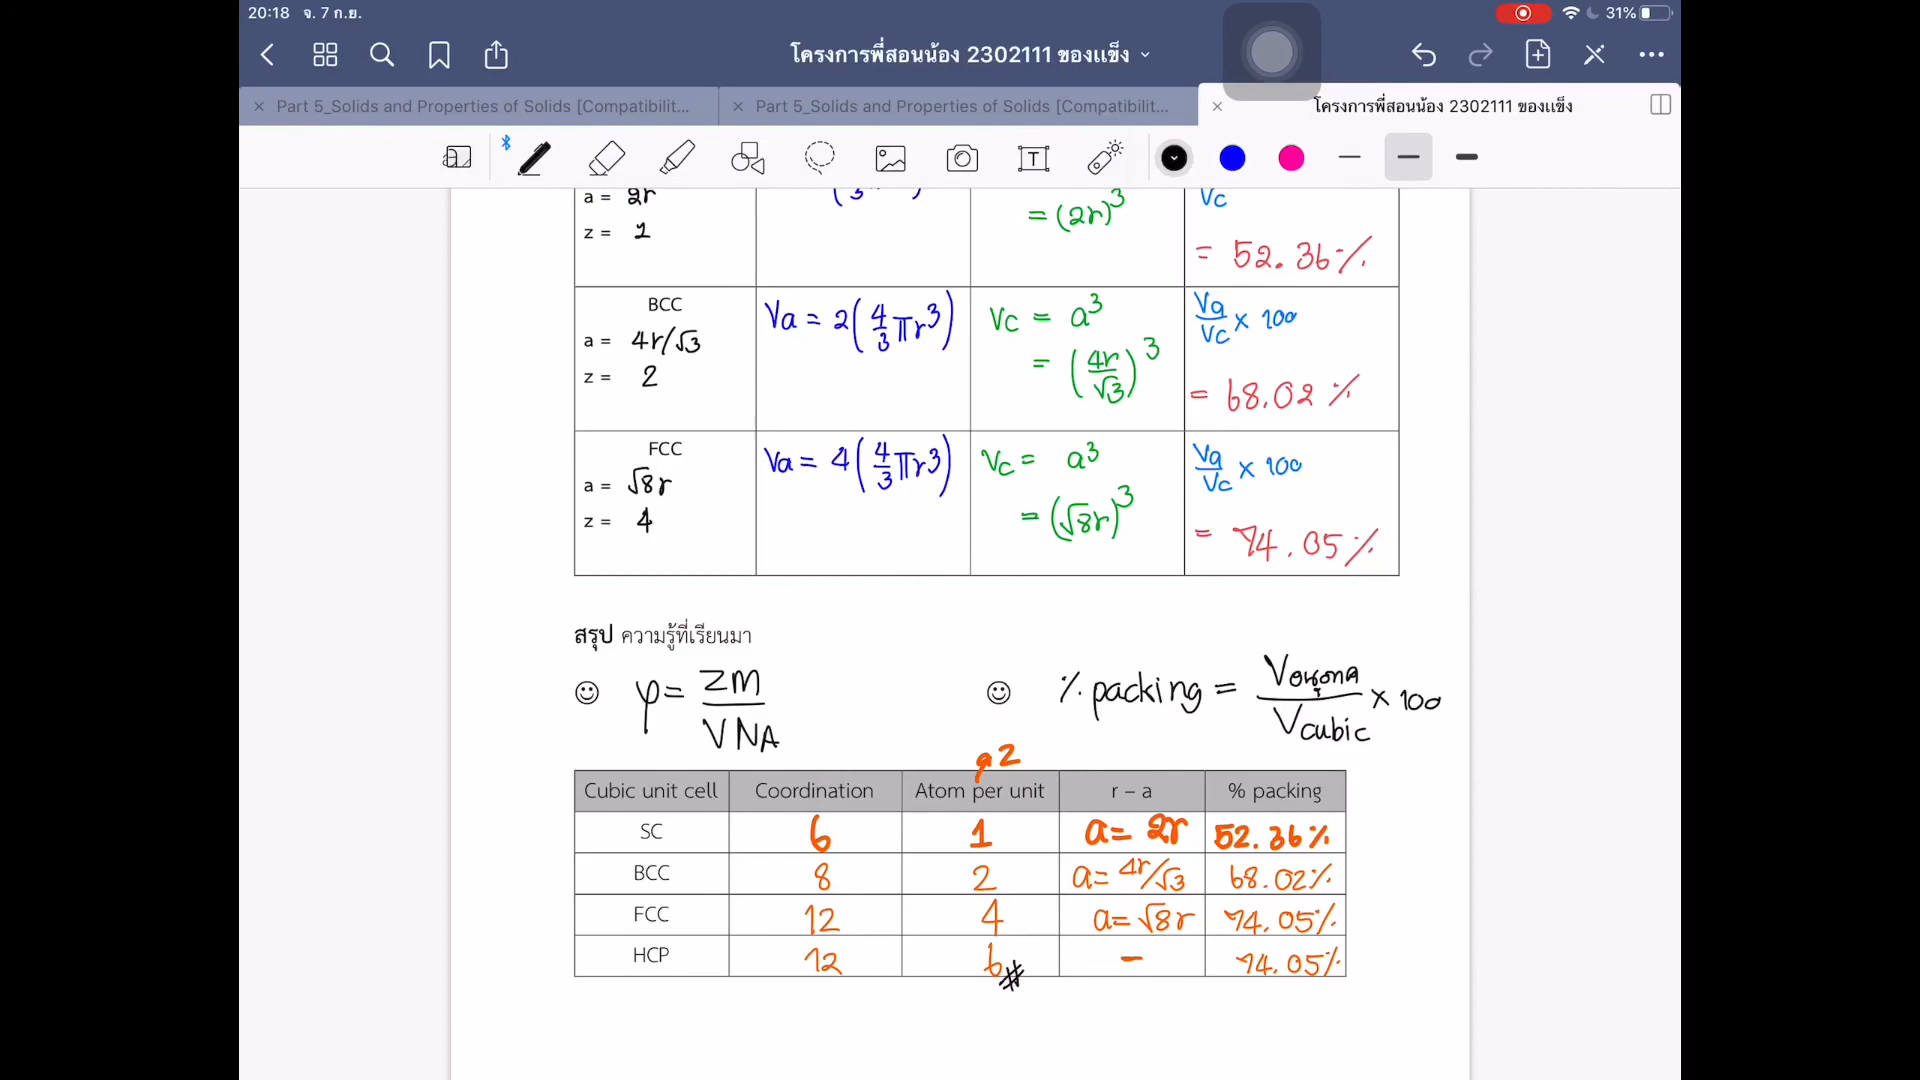 20:18 จ. 7 ก.ย.
31%
โครงการพี่สอนน้อง 2302111 ของแข็ง
Part 5_Solids and Properties of Solids [Compatibilit...
Part 5_Solids and Properties of Solids [Compatibilit...
โครงการพี่สอนน้อง 2302111 ของแข็ง
a = 2r
z = 1
= (2r)³
Vc
= 52.36%
BCC
a = 4r/√3
z = 2
Va = 2(4/3 πr³)
Vc = a³
= (4r/√3)³
Va/Vc × 100
= 68.02 %
FCC
a = √8r
z = 4
Va = 4(4/3 πr³)
Vc = a³
= (√8r)³
Va/Vc × 100
= 74.05%
สรุป ความรู้ที่เรียนมา
ρ = ZM/VNA
% packing = Vอนุภาค/Vcubic × 100
Cubic unit cell Coordination Atom per unit r – a % packing
SC 6 1 a = 2r 52.36%
BCC 8 2 a = 4r/√3 68.02%
FCC 12 4 a = √8r 74.05%
HCP 12 6 # - 74.05%